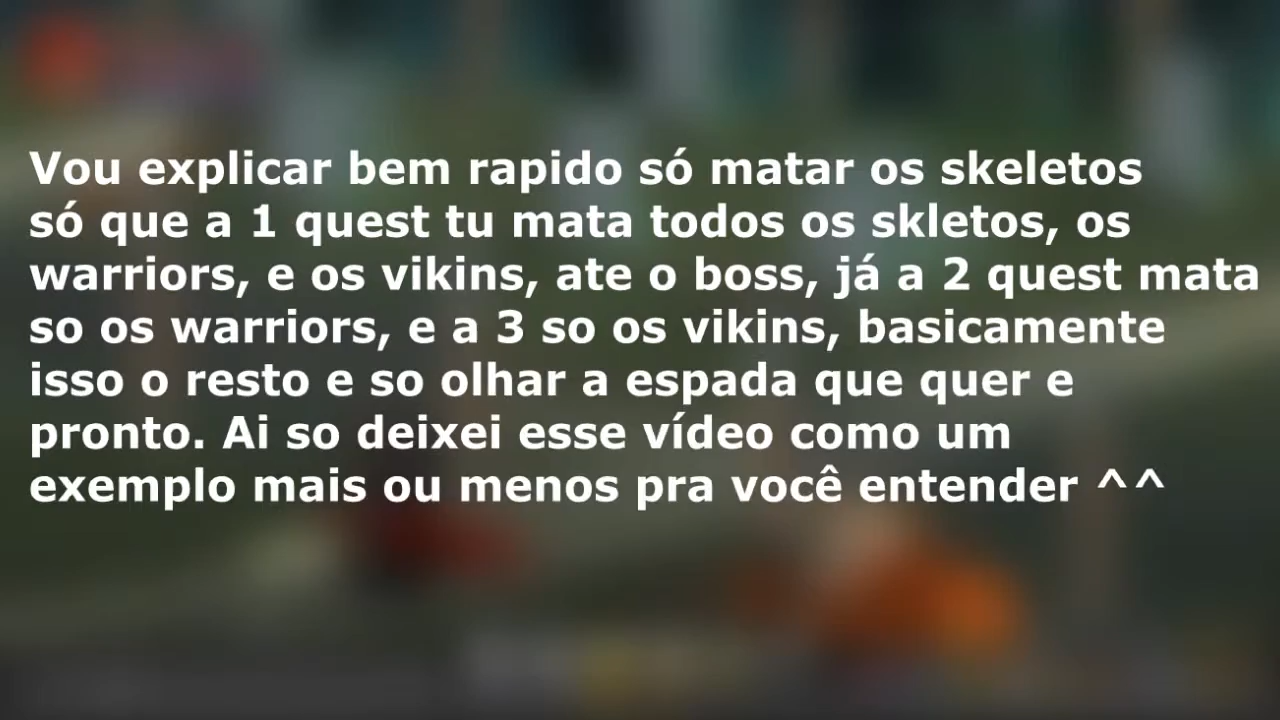 Vou explicar bem rapido só matar os skeletos
só que a 1 quest tu mata todos os skletos, os
warriors, e os vikins, ate o boss, já a 2 quest mata
so os warriors, e a 3 so os vikins, basicamente
isso o resto e so olhar a espada que quer e
pronto. Ai so deixei esse vídeo como um
exemplo mais ou menos pra você entender ^^